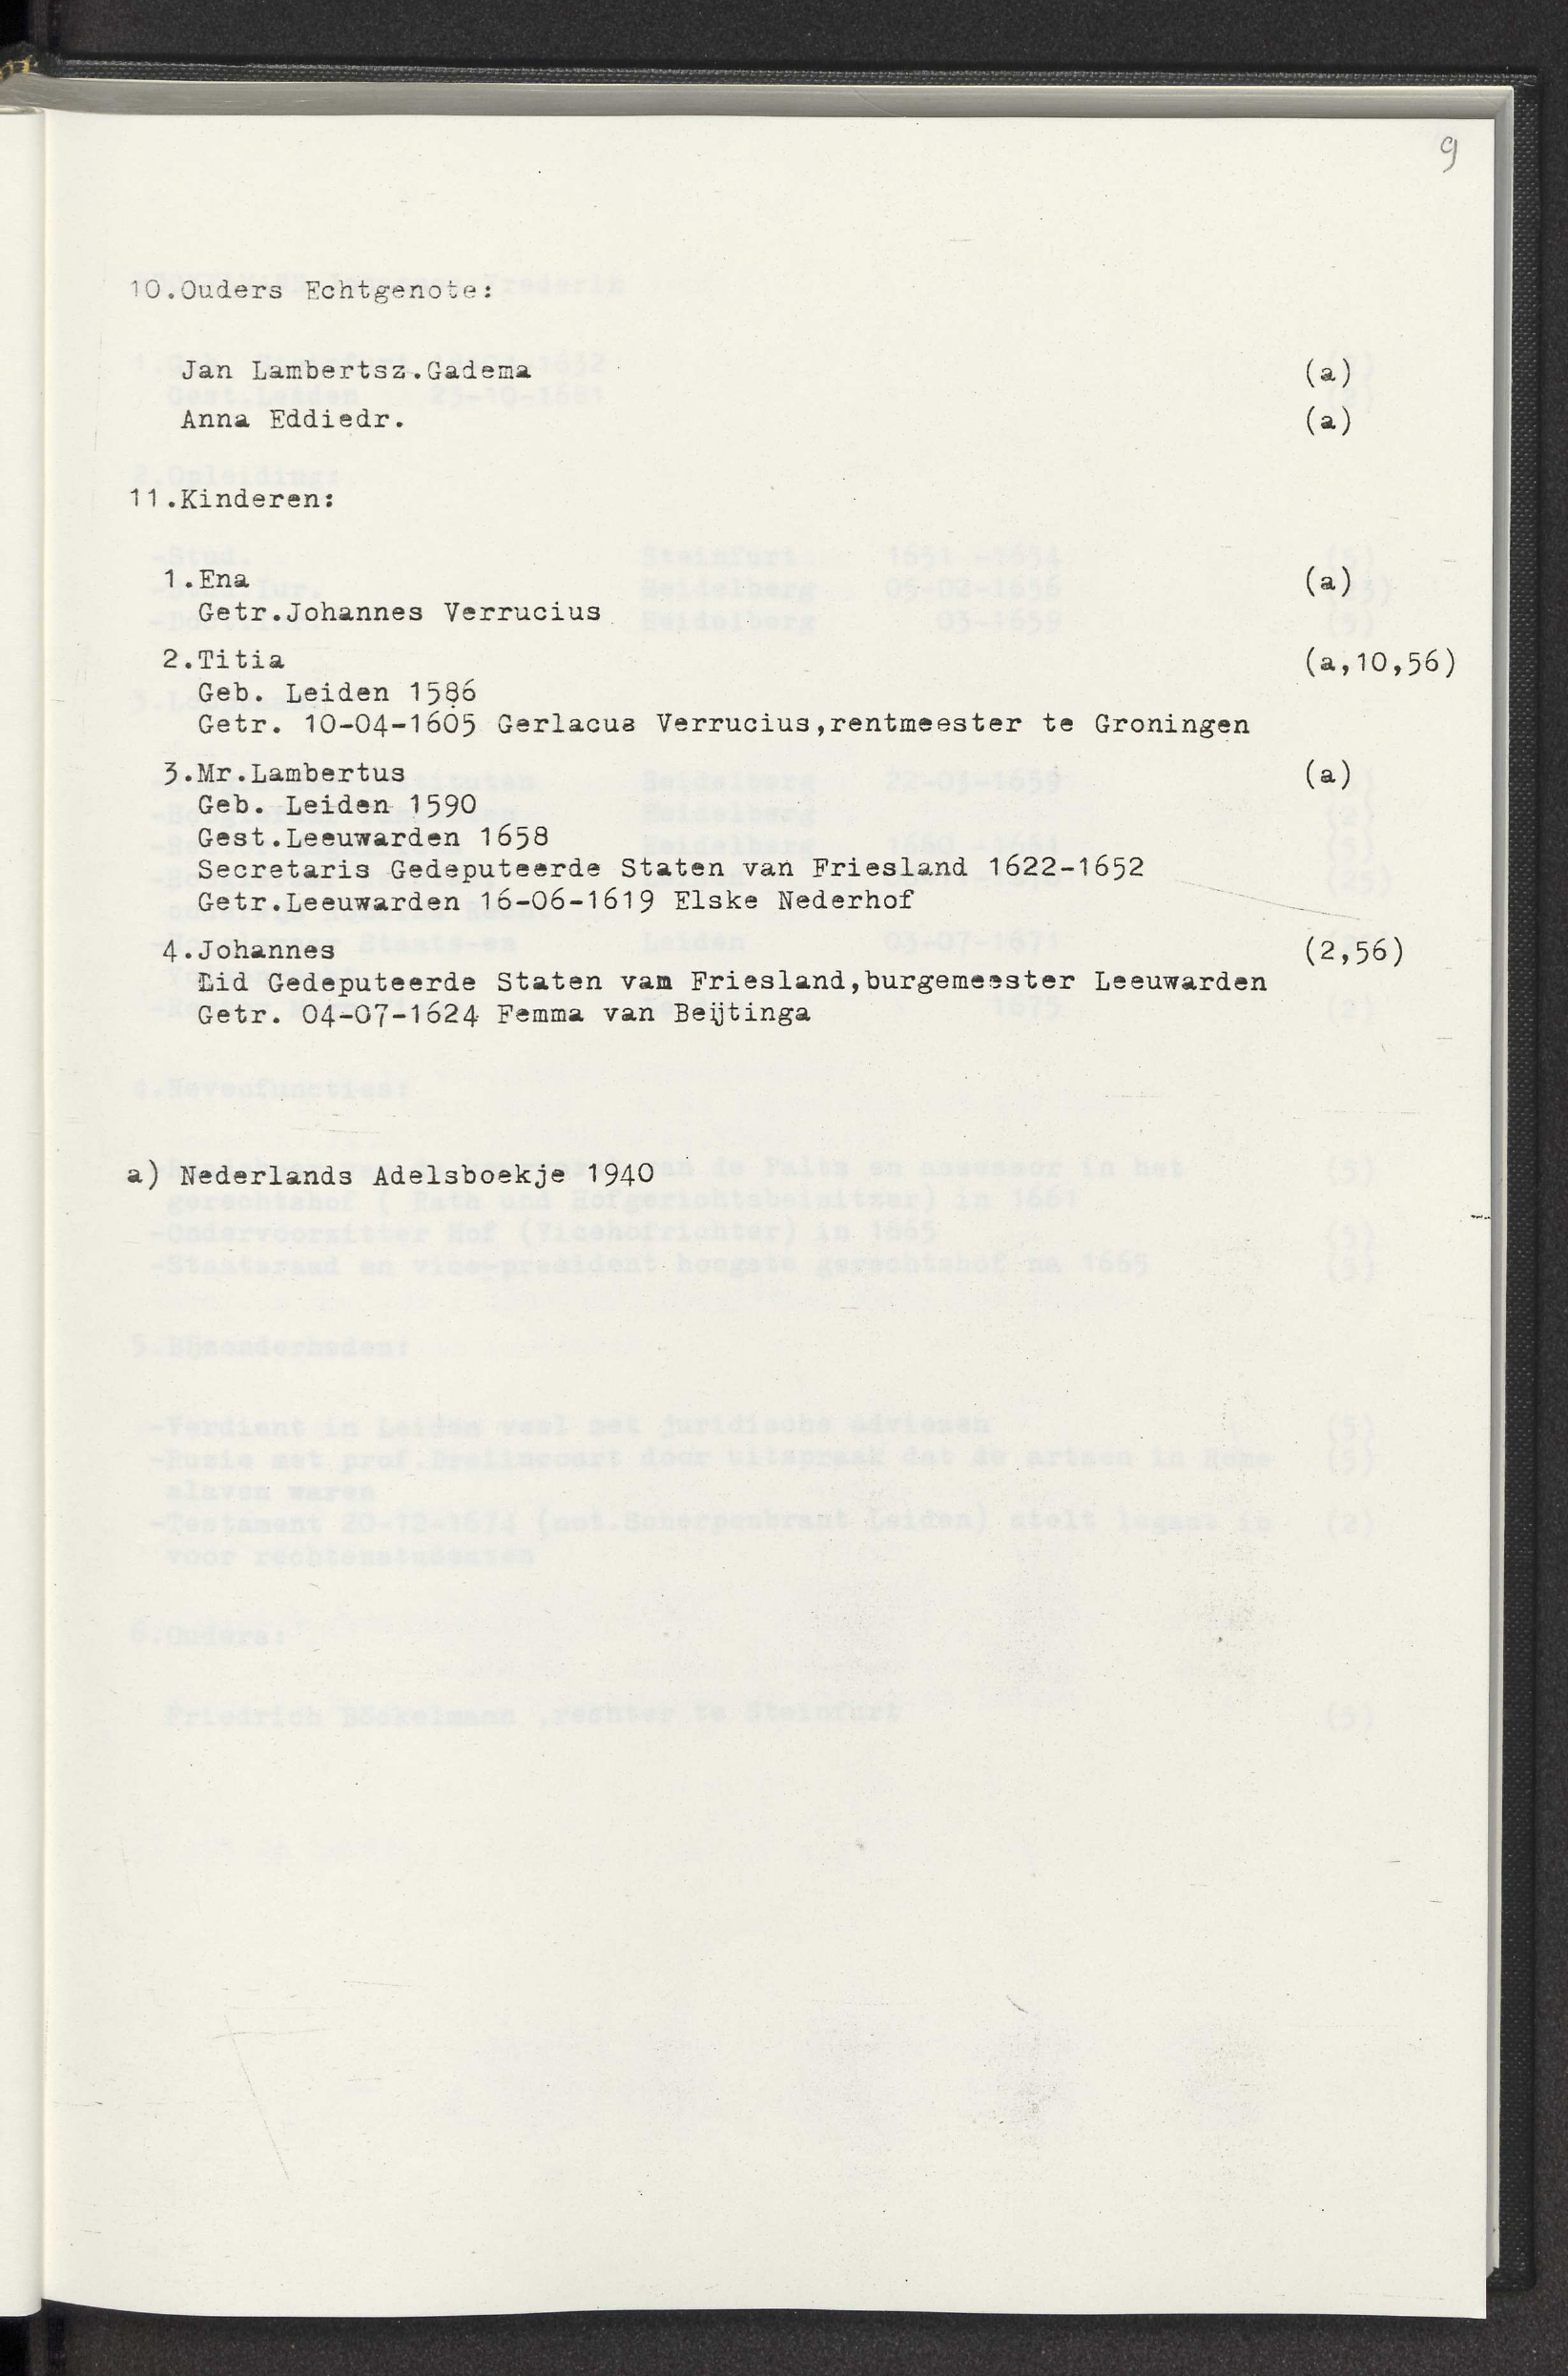 9
10.Ouders Echtgenote:
Jan Lambertsz.Gadema (a)
Anna Eddiedr. (a)
11.Kinderen:
1.Ena (a)
Getr.Johannes Verrucius
2.Titia (a,10,56)
Geb. Leiden 1586
Getr. 10-04-1605 Gerlacus Verrucius,rentmeester te Groningen
3.Mr.Lambertus (a)
Geb. Leiden 1590
Gest.Leeuwarden 1658
Secretaris Gedeputeerde Staten van Friesland 1622-1652
Getr.Leeuwarden 16-06-1619 Elske Nederhof
4.Johannes (2,56)
Lid Gedeputeerde Staten van Friesland,burgemeester Leeuwarden
Getr. 04-07-1624 Femma van Beijtinga
a) Nederlands Adelsboekje 1940